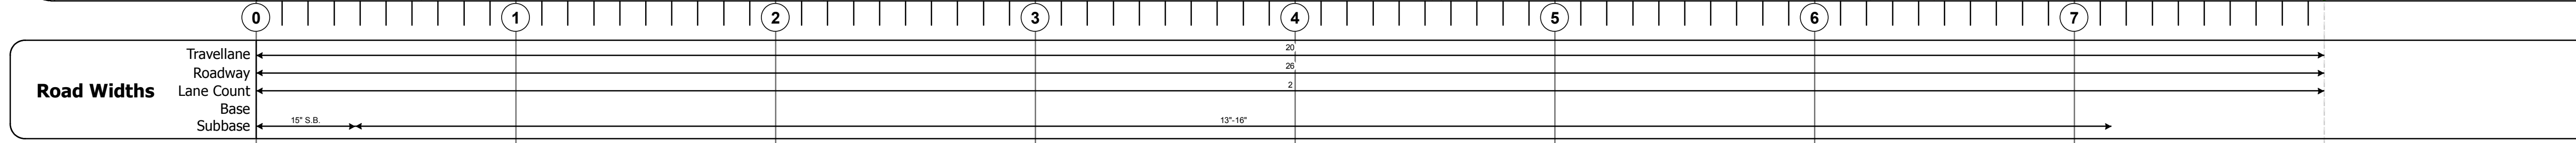 0 1 2 3 4 5 6 7
Travellane 20
Roadway 26
Road Widths Lane Count 2
Base
Subbase 15" S.B. 13"-16"